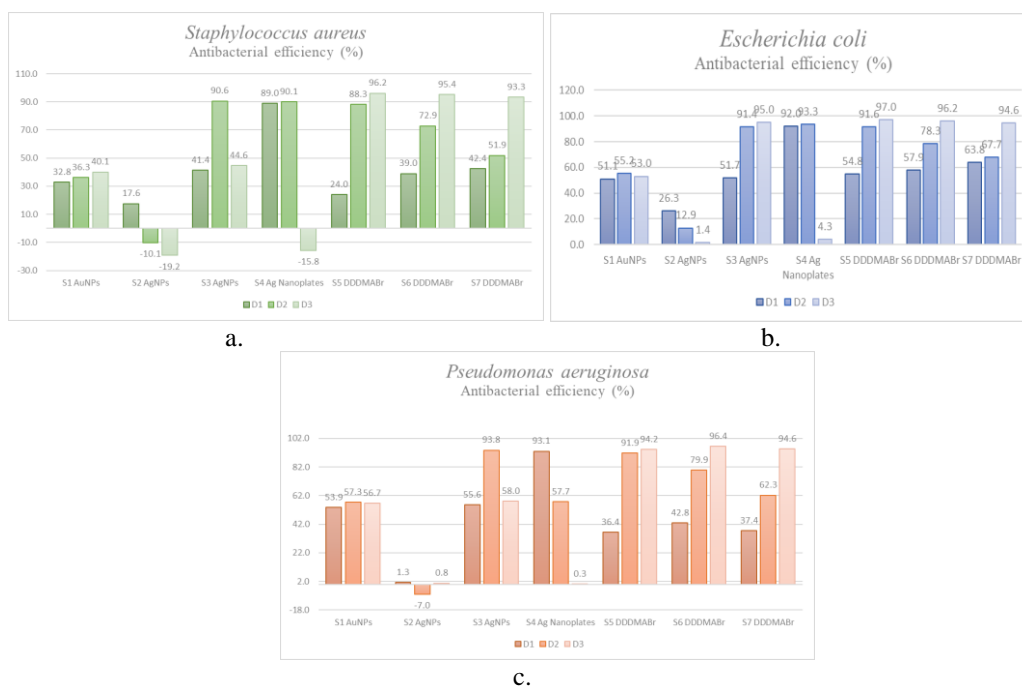 Staphylococcus aureus
Antibacterial efficiency (%)
110.0
90.0
70.0
50.0
30.0
10.0
-10.0
-30.0
32.8 36.3 40.1
17.6 -10.1 -19.2
41.4 90.6 44.6
89.0 90.1 -15.8
24.0 88.3 96.2
39.0 72.9 95.4
42.4 51.9 93.3
S1 AuNPs S2 AgNPs S3 AgNPs S4 Ag Nanoplates S5 DDDMABr S6 DDDMABr S7 DDDMABr
D1 D2 D3
a.
Escherichia coli
Antibacterial efficiency (%)
120.0
100.0
80.0
60.0
40.0
20.0
0.0
51.1 55.2 53.0
26.3 12.9 1.4
51.7 91.4 95.0
92.0 93.3 4.3
54.8 91.6 97.0
57.9 78.3 96.2
63.8 67.7 94.6
S1 AuNPs S2 AgNPs S3 AgNPs S4 Ag S5 DDDMABr S6 DDDMABr S7 DDDMABr
Nanoplates
D1 D2 D3
b.
Pseudomonas aeruginosa
Antibacterial efficiency (%)
102.0
82.0
62.0
42.0
22.0
2.0
-18.0
53.9 57.3 56.7
1.3 -7.0 0.8
55.6 93.8 58.0
93.1 57.7 0.3
36.4 91.9 94.2
42.8 79.9 96.4
37.4 62.3 94.6
S1 AuNPs S2 AgNPs S3 AgNPs S4 Ag Nanoplates S5 DDDMABr S6 DDDMABr S7 DDDMABr
D1 D2 D3
c.